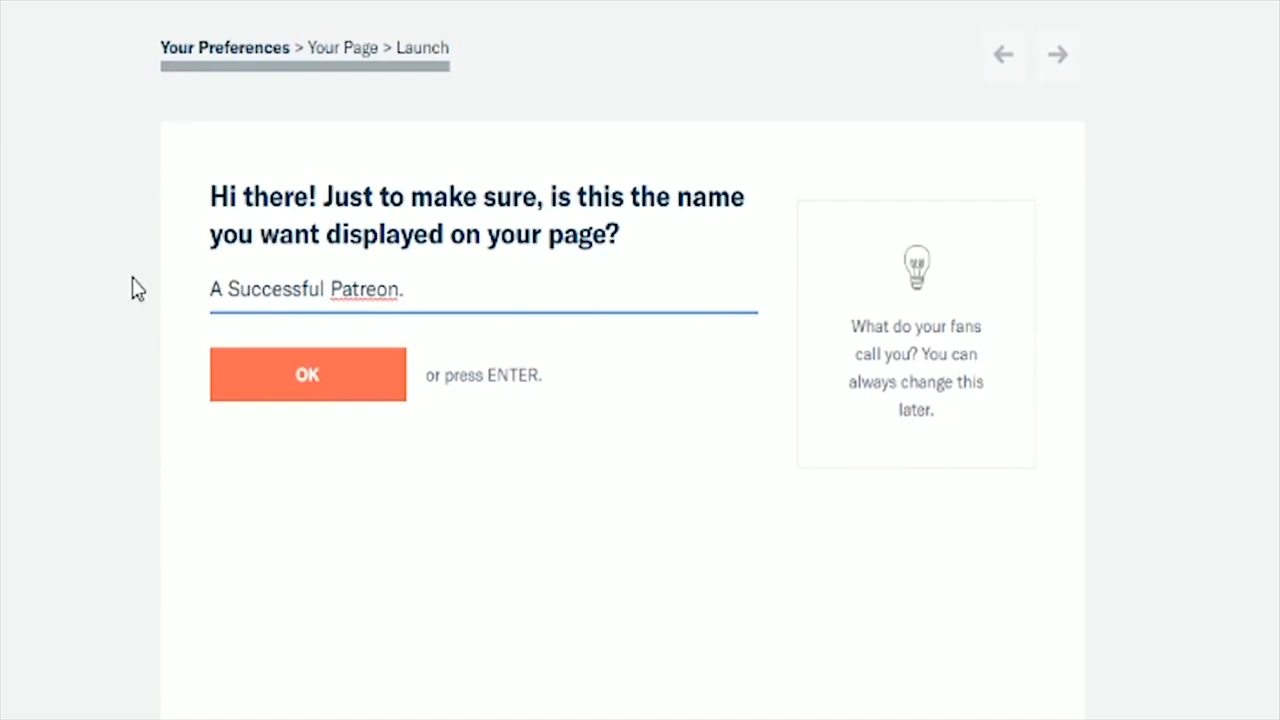 Your Preferences > Your Page > Launch
Hi there! Just to make sure, is this the name
you want displayed on your page?
A Successful Patreon.
OK
or press ENTER.
What do your fans
call you? You can
always change this
later.